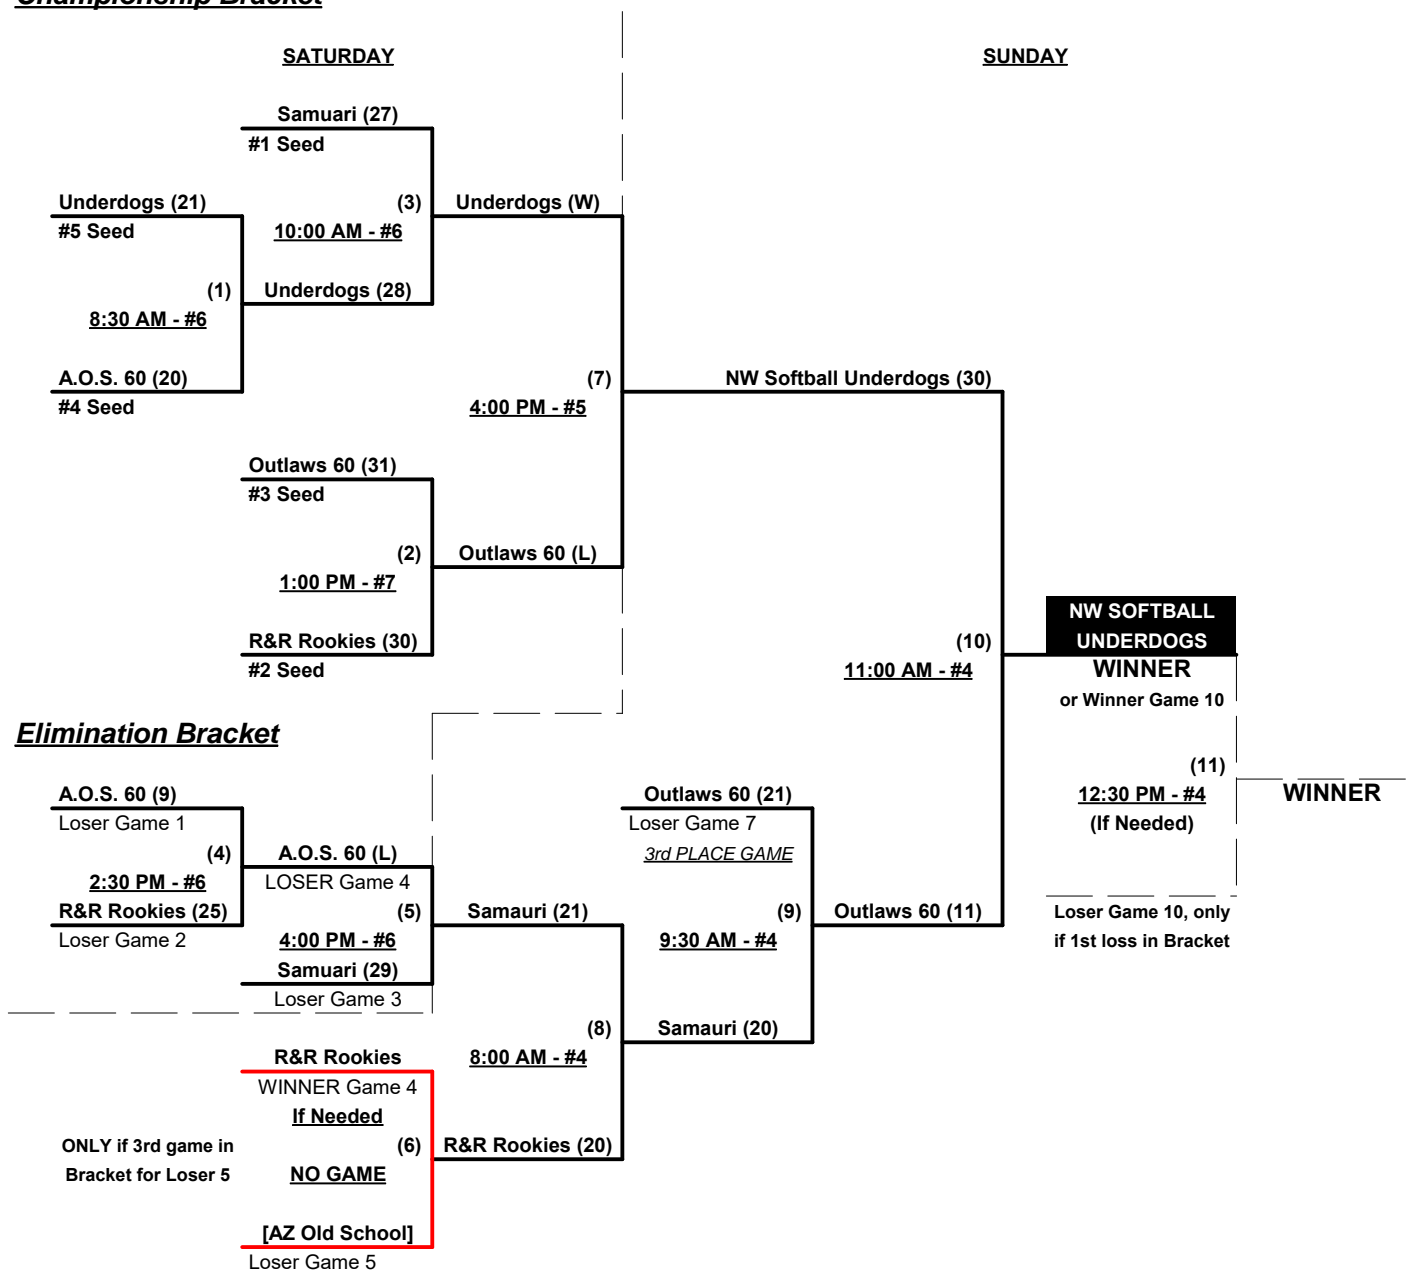 Championship Bracket
SATURDAY
SUNDAY
Samuari (27)
#1 Seed
Underdogs (21)
#5 Seed
(3)
10:00 AM - #6
Underdogs (W)
(1)
8:30 AM - #6
Underdogs (28)
A.O.S. 60 (20)
#4 Seed
(7)
4:00 PM - #5
NW Softball Underdogs (30)
Outlaws 60 (31)
#3 Seed
(2)
1:00 PM - #7
Outlaws 60 (L)
R&R Rookies (30)
#2 Seed
(10)
11:00 AM - #4
NW SOFTBALL
UNDERDOGS
WINNER
or Winner Game 10
Elimination Bracket
(11)
12:30 PM - #4
(If Needed)
WINNER
A.O.S. 60 (9)
Loser Game 1
(4)
2:30 PM - #6
R&R Rookies (25)
Loser Game 2
A.O.S. 60 (L)
LOSER Game 4
(5)
4:00 PM - #6
Samuari (29)
Loser Game 3
Samauri (21)
Outlaws 60 (21)
Loser Game 7
3rd PLACE GAME
(9)
9:30 AM - #4
Outlaws 60 (11)
Loser Game 10, only
if 1st loss in Bracket
(8)
8:00 AM - #4
Samauri (20)
R&R Rookies
WINNER Game 4
If Needed
ONLY if 3rd game in
Bracket for Loser 5
(6)
NO GAME
R&R Rookies (20)
[AZ Old School]
Loser Game 5